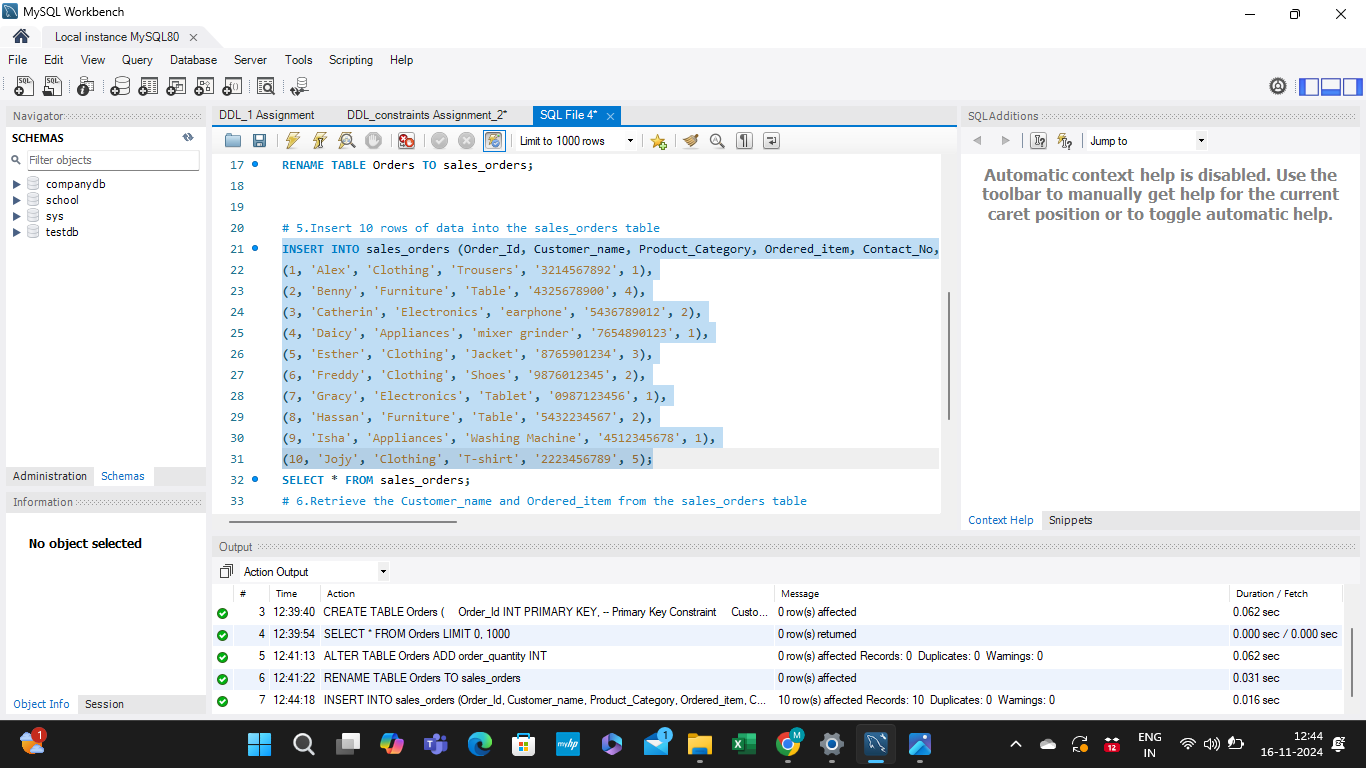 MySQL Workbench
Local instance MySQL80
File Edit View Query Database Server Tools Scripting Help
Navigator
SCHEMAS
Filter objects
companydb
school
sys
testdb
Administration Schemas
Information
No object selected
Object Info Session
DDL_1 Assignment DDL_constraints Assignment_2* SQL File 4*
Limit to 1000 rows
17 RENAME TABLE Orders TO sales_orders;
18
19
20 # 5.Insert 10 rows of data into the sales_orders table
21 INSERT INTO sales_orders (Order_Id, Customer_name, Product_Category, Ordered_item, Contact_No,
22 (1, 'Alex', 'Clothing', 'Trousers', '3214567892', 1),
23 (2, 'Benny', 'Furniture', 'Table', '4325678900', 4),
24 (3, 'Catherin', 'Electronics', 'earphone', '5436789012', 2),
25 (4, 'Daicy', 'Appliances', 'mixer grinder', '7654890123', 1),
26 (5, 'Esther', 'Clothing', 'Jacket', '8765901234', 3),
27 (6, 'Freddy', 'Clothing', 'Shoes', '9876012345', 2),
28 (7, 'Gracy', 'Electronics', 'Tablet', '0987123456', 1),
29 (8, 'Hassan', 'Furniture', 'Table', '5432234567', 2),
30 (9, 'Isha', 'Appliances', 'Washing Machine', '4512345678', 1),
31 (10, 'Jojy', 'Clothing', 'T-shirt', '2223456789', 5);
32 SELECT * FROM sales_orders;
33 # 6.Retrieve the Customer_name and Ordered_item from the sales_orders table
SQLAdditions
Jump to
Automatic context help is disabled. Use the
toolbar to manually get help for the current
caret position or to toggle automatic help.
Context Help Snippets
Output
Action Output
# Time Action Message Duration / Fetch
3 12:39:40 CREATE TABLE Orders ( Order_Id INT PRIMARY KEY, -- Primary Key Constraint Custo... 0 row(s) affected 0.062 sec
4 12:39:54 SELECT * FROM Orders LIMIT 0, 1000 0 row(s) returned 0.000 sec / 0.000 sec
5 12:41:13 ALTER TABLE Orders ADD order_quantity INT 0 row(s) affected Records: 0 Duplicates: 0 Warnings: 0 0.062 sec
6 12:41:22 RENAME TABLE Orders TO sales_orders 0 row(s) affected 0.031 sec
7 12:44:18 INSERT INTO sales_orders (Order_Id, Customer_name, Product_Category, Ordered_item, C... 10 row(s) affected Records: 10 Duplicates: 0 Warnings: 0 0.016 sec
1
myhp
1
M
12
ENG
IN
12:44
16-11-2024